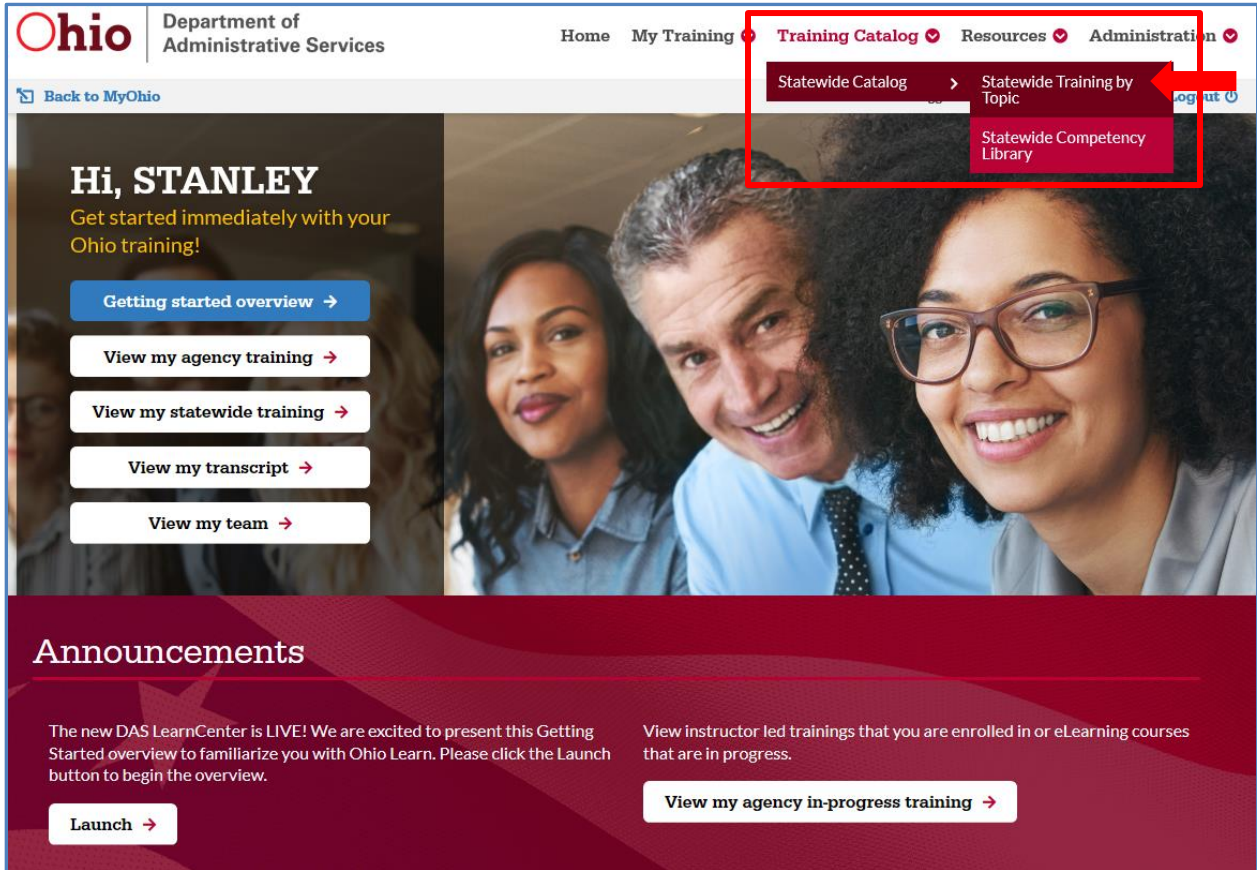 Ohio
Department of
Administrative Services
Home My Training Training Catalog Resources Administration
Back to MyOhio
Logout
Statewide Catalog
Statewide Training by
Topic
Statewide Competency
Library
Hi, STANLEY
Get started immediately with your
Ohio training!
Getting started overview →
View my agency training →
View my statewide training →
View my transcript →
View my team →
Announcements
The new DAS LearnCenter is LIVE! We are excited to present this Getting
Started overview to familiarize you with Ohio Learn. Please click the Launch
button to begin the overview.
Launch →
View instructor led trainings that you are enrolled in or eLearning courses
that are in progress.
View my agency in-progress training →